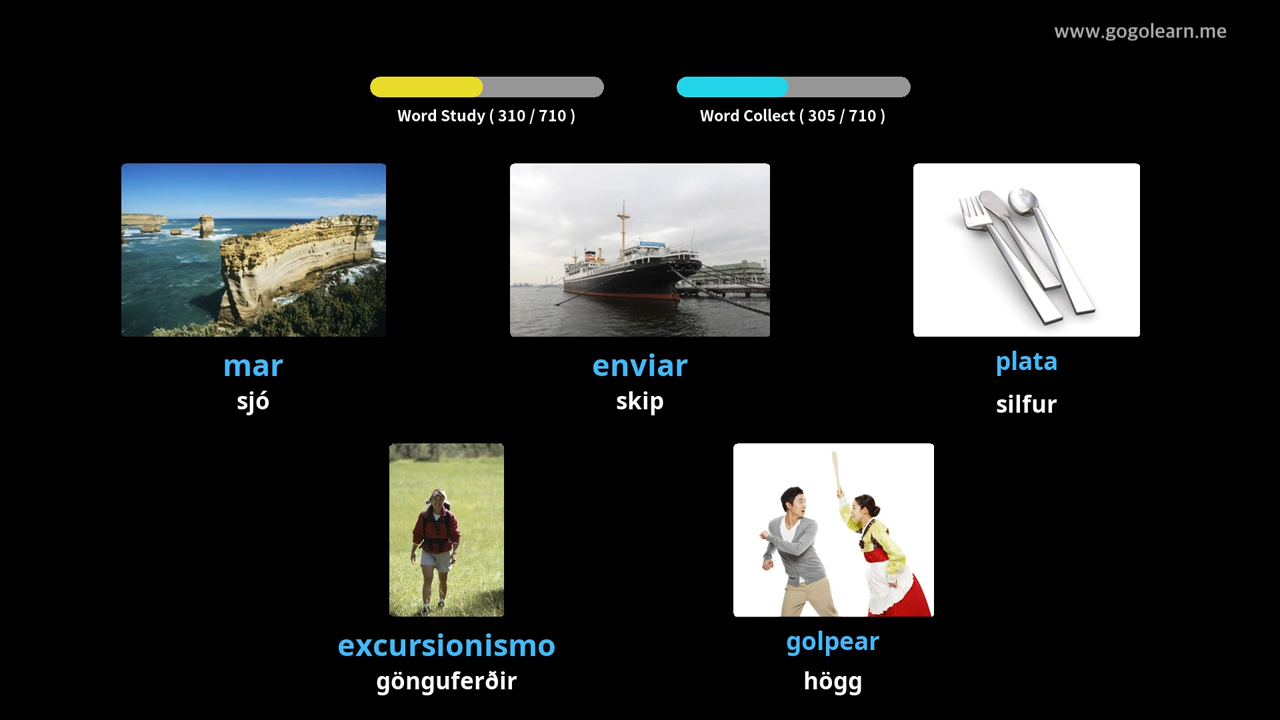 www.gogolearn.me
Word Study ( 310 / 710 )
Word Collect ( 305 / 710 )
mar
sjó
enviar
skip
plata
silfur
excursionismo
gönguferðir
golpear
högg